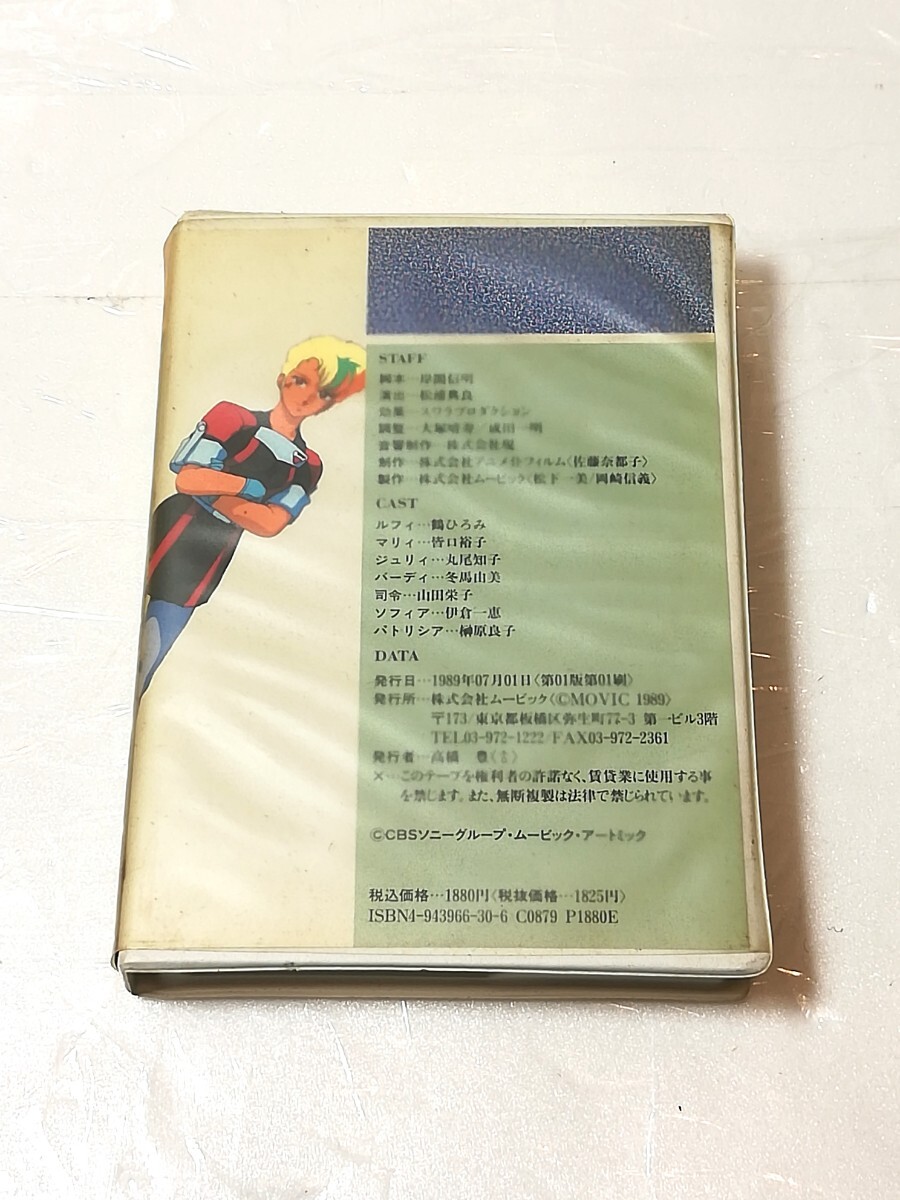 STAFF
脚本…岸間信明
演出…松浦典良
効果…スワラプロダクション
調整…大塚晴寿／成田一明
音響制作…株式会社現
制作…株式会社アニメイトフィルム〈佐藤奈都子〉
製作…株式会社ムービック〈松下一美/岡崎信義〉
CAST
ルフィ…鶴ひろみ
マリィ…皆口裕子
ジュリィ…丸尾知子
バーディ…冬馬由美
司令…山田栄子
ソフィア…伊倉一恵
パトリシア…榊原良子
DATA
発行日…1989年07月01日〈第01版第01刷〉
発行所…株式会社ムービック〈©MOVIC 1989〉
〒173/東京都板橋区弥生町77-3 第一ビル3階
TEL03-972-1222/FAX03-972-2361
発行者…高橋 豊
×…このテープを権利者の許諾なく、賃貸業に使用する事
を禁じます。また、無断複製は法律で禁じられています。
©CBSソニーグループ・ムービック・アートミック
税込価格…1880円〈税抜価格…1825円〉
ISBN4-943966-30-6 C0879 P1880E